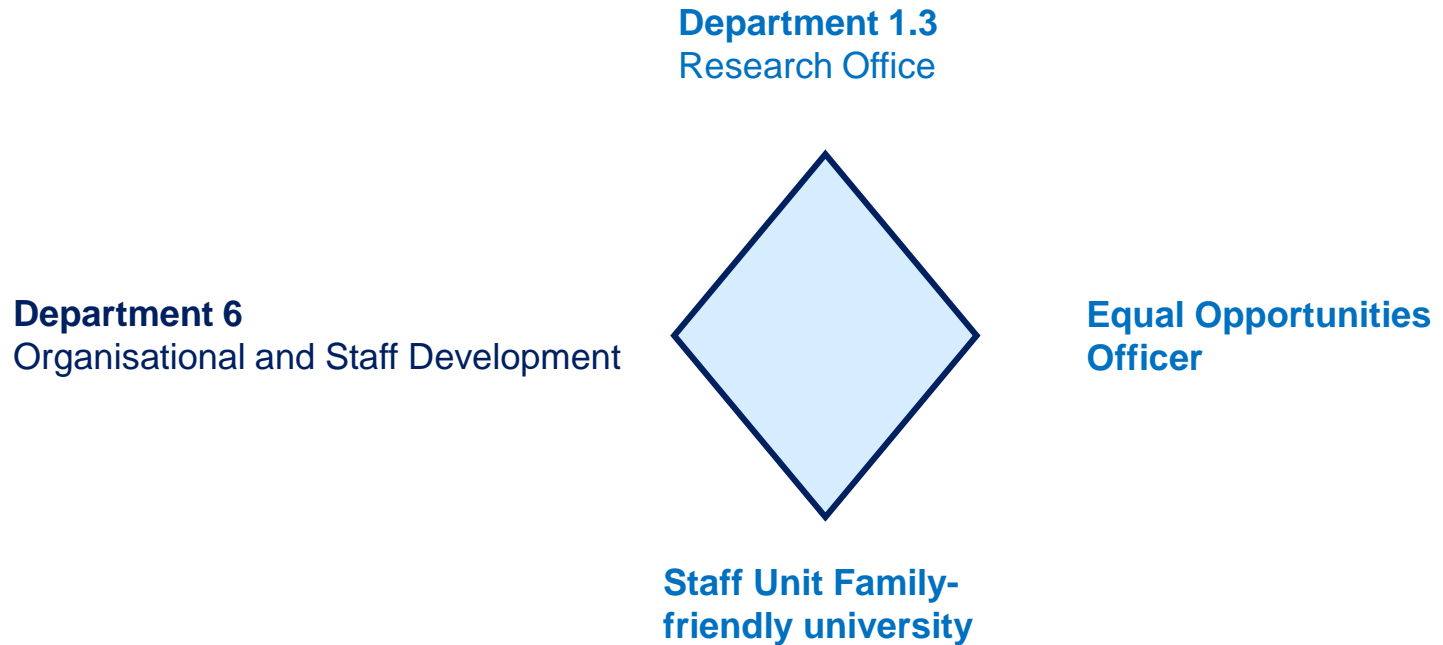 Department 1.3
Research Office
Department 6
Organisational and Staff Development
Equal Opportunities
Officer
Staff Unit Family-
friendly university